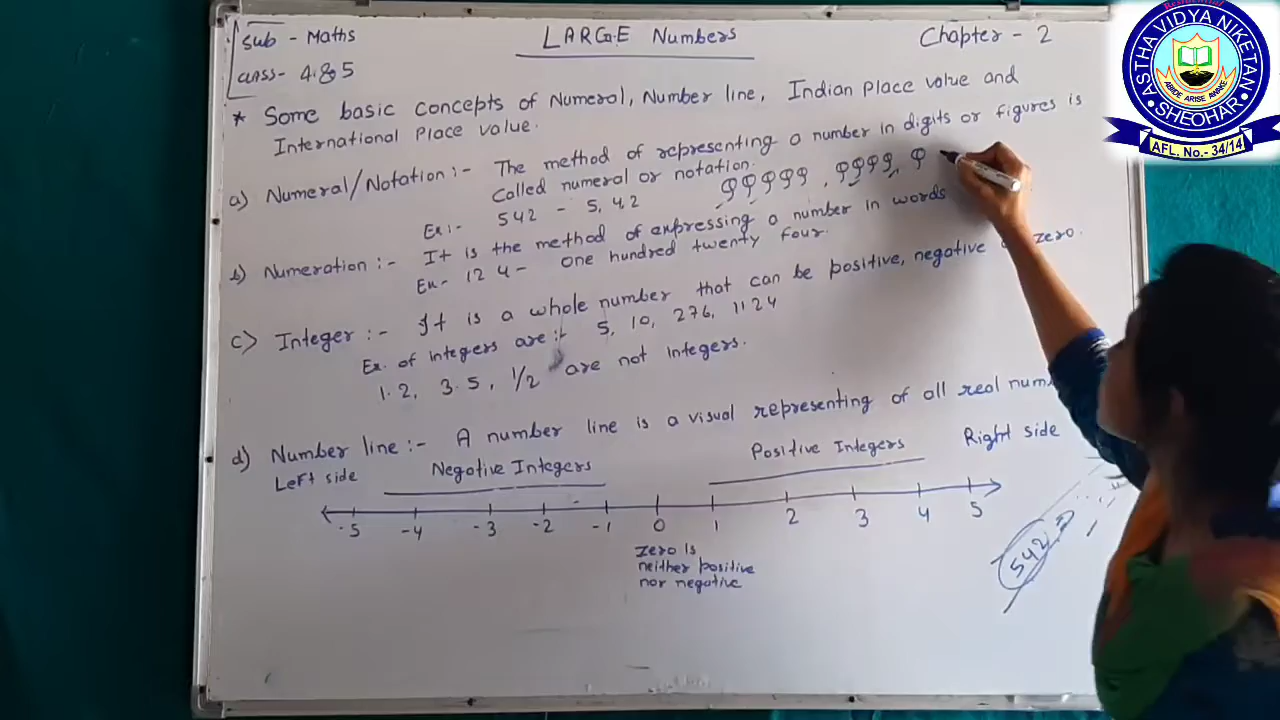 Sub - Maths
CLASS- 4 & 5
LARGE Numbers
Chapter - 2
* Some basic concepts of Numeral, Number line, Indian Place value and
International Place value.
a) Numeral/Notation :- The method of representing a number in digits or figures is
Called numeral or notation.
Ex:- 542 - 5, 4, 2
b) Numeration :- It is the method of expressing a number in words
Ex- 124 - one hundred twenty four.
c) Integer :- It is a whole number that can be positive, negative zero.
Ex. of integers are :- 5, 10, 276, 1124
1.2, 3.5, 1/2 are not integers.
d) Number line :- A number line is a visual representing of all real num
Left side Negative Integers Positive Integers Right side
-5 -4 -3 -2 -1 0 1 2 3 4 5
Zero is
neither positive
nor negative
542
Residential
ASTHA VIDYA NIKETAN
ABIDE ARISE AWAKE
SHEOHAR
AFL. No.- 34/14